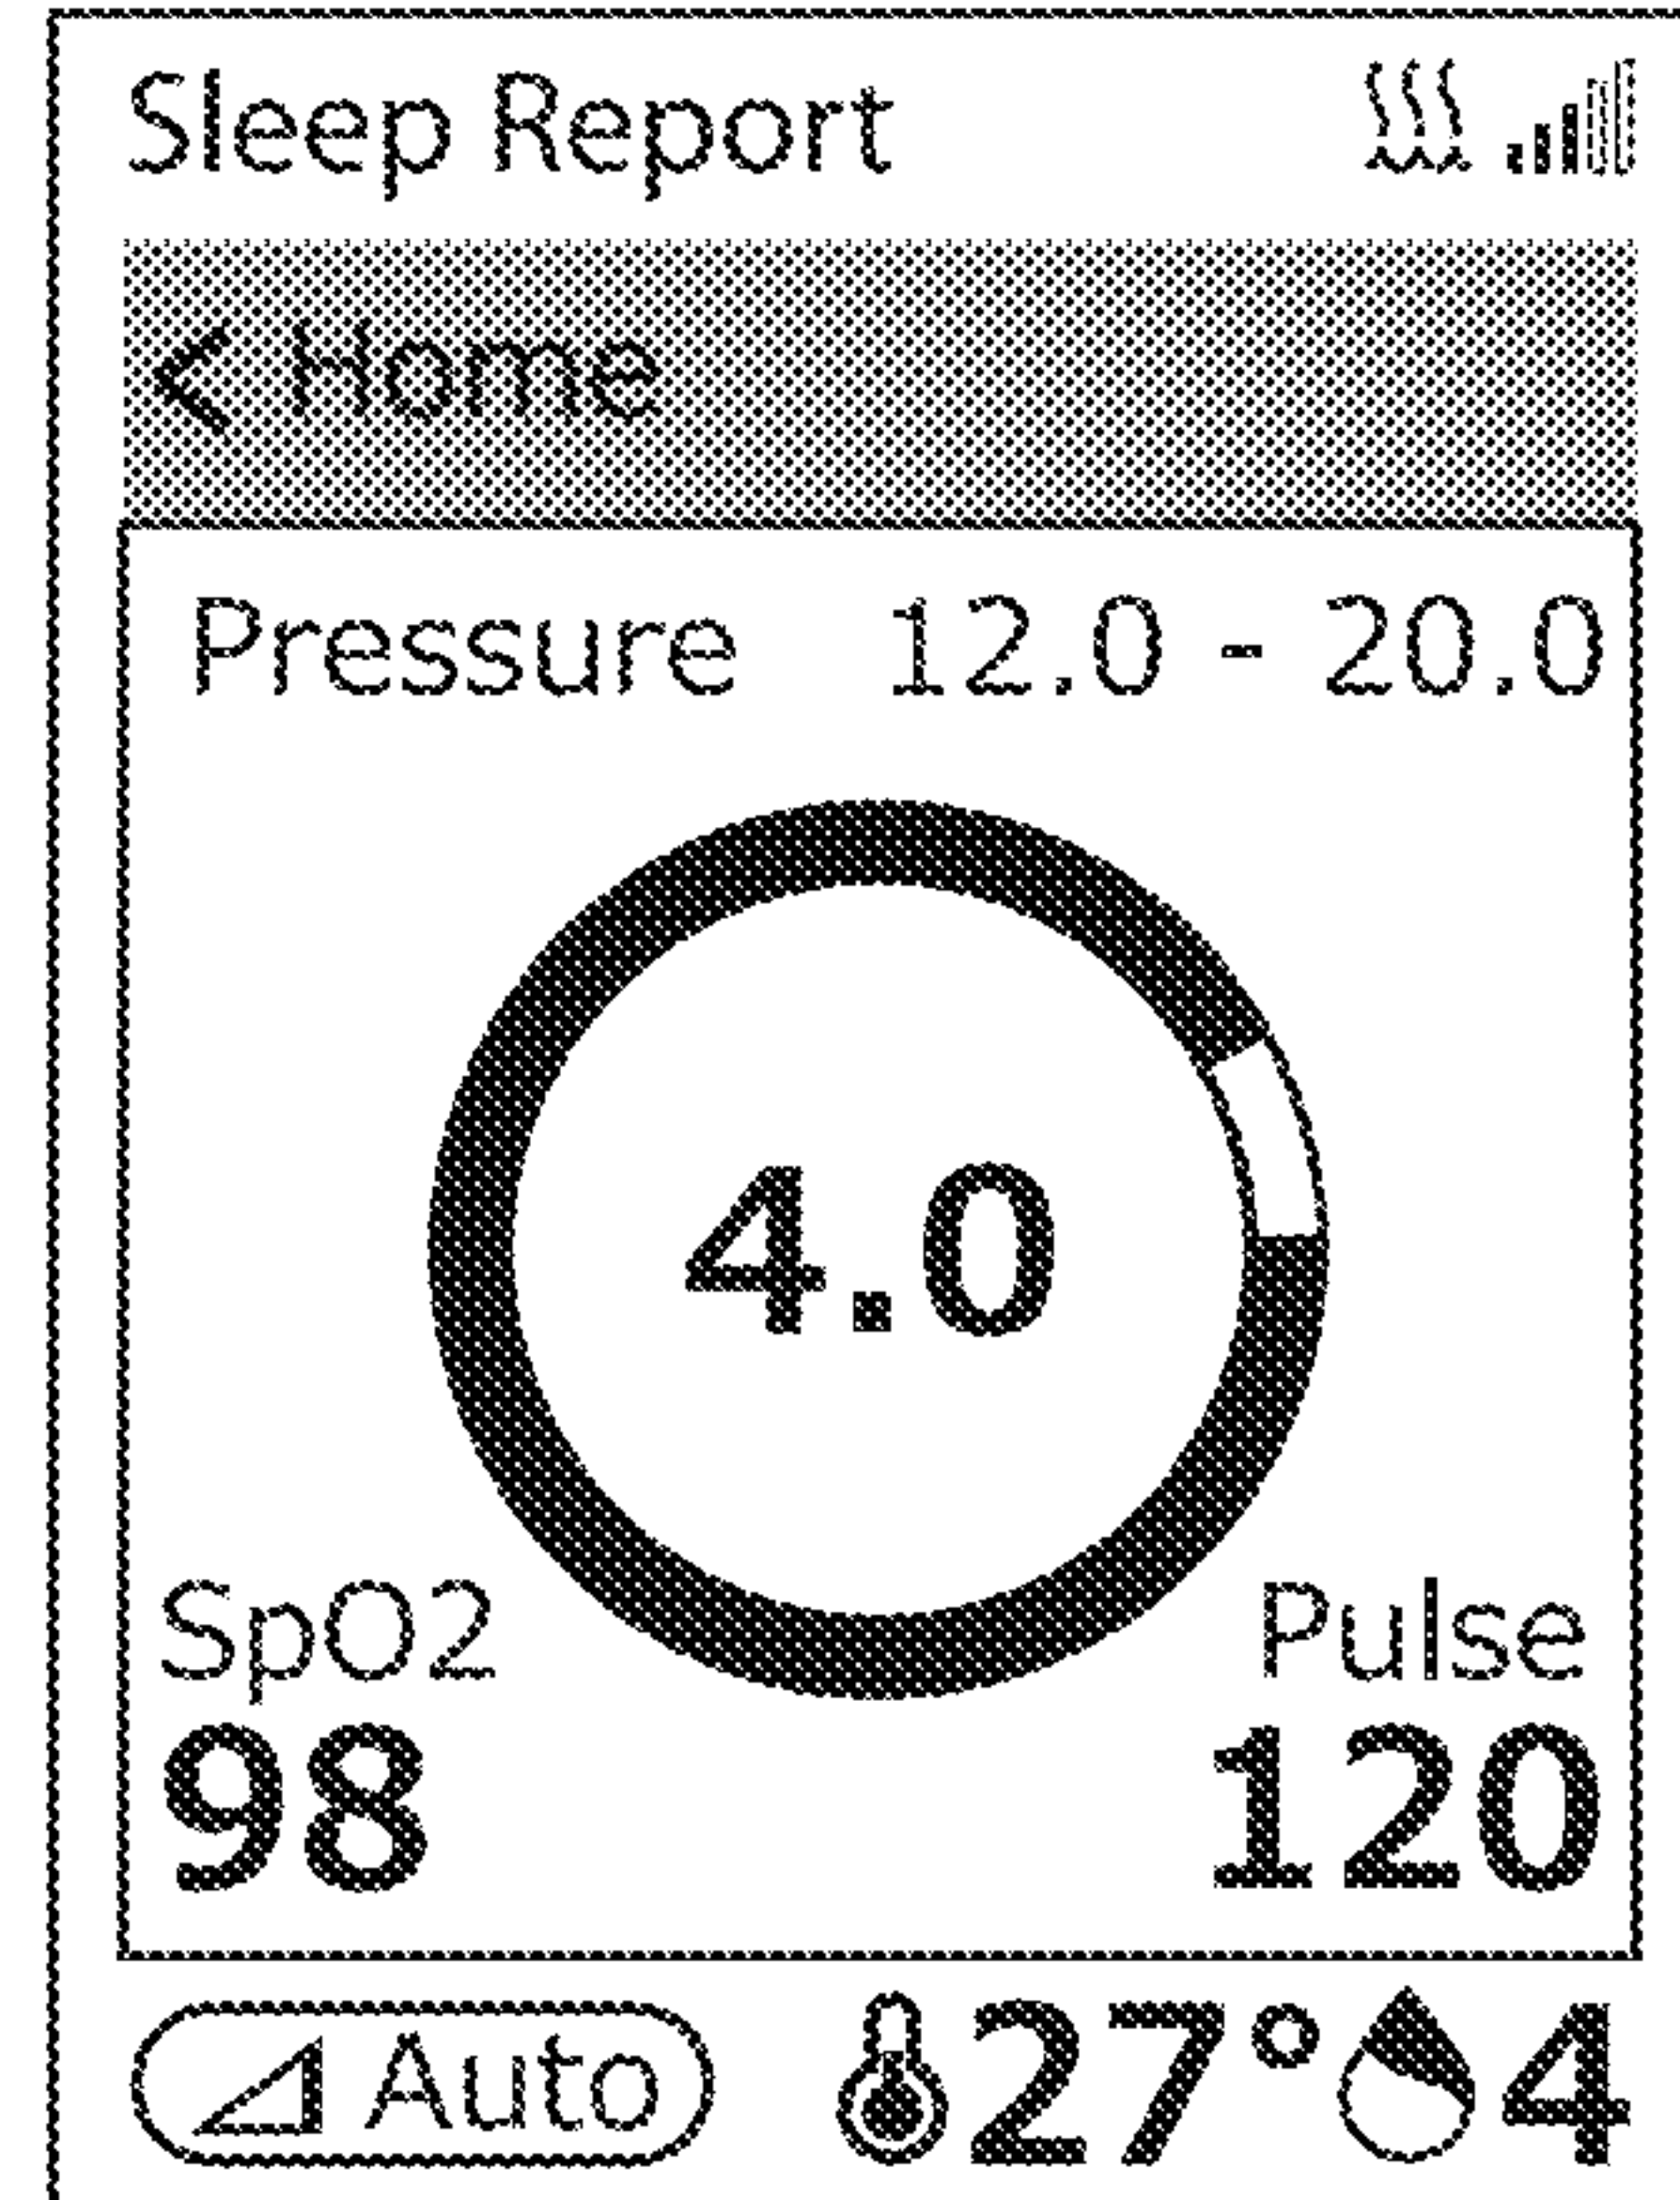 Sleep Report
< Home
Pressure 12.0 - 20.0
4.0
SpO2 Pulse
98 120
Auto 27° 4